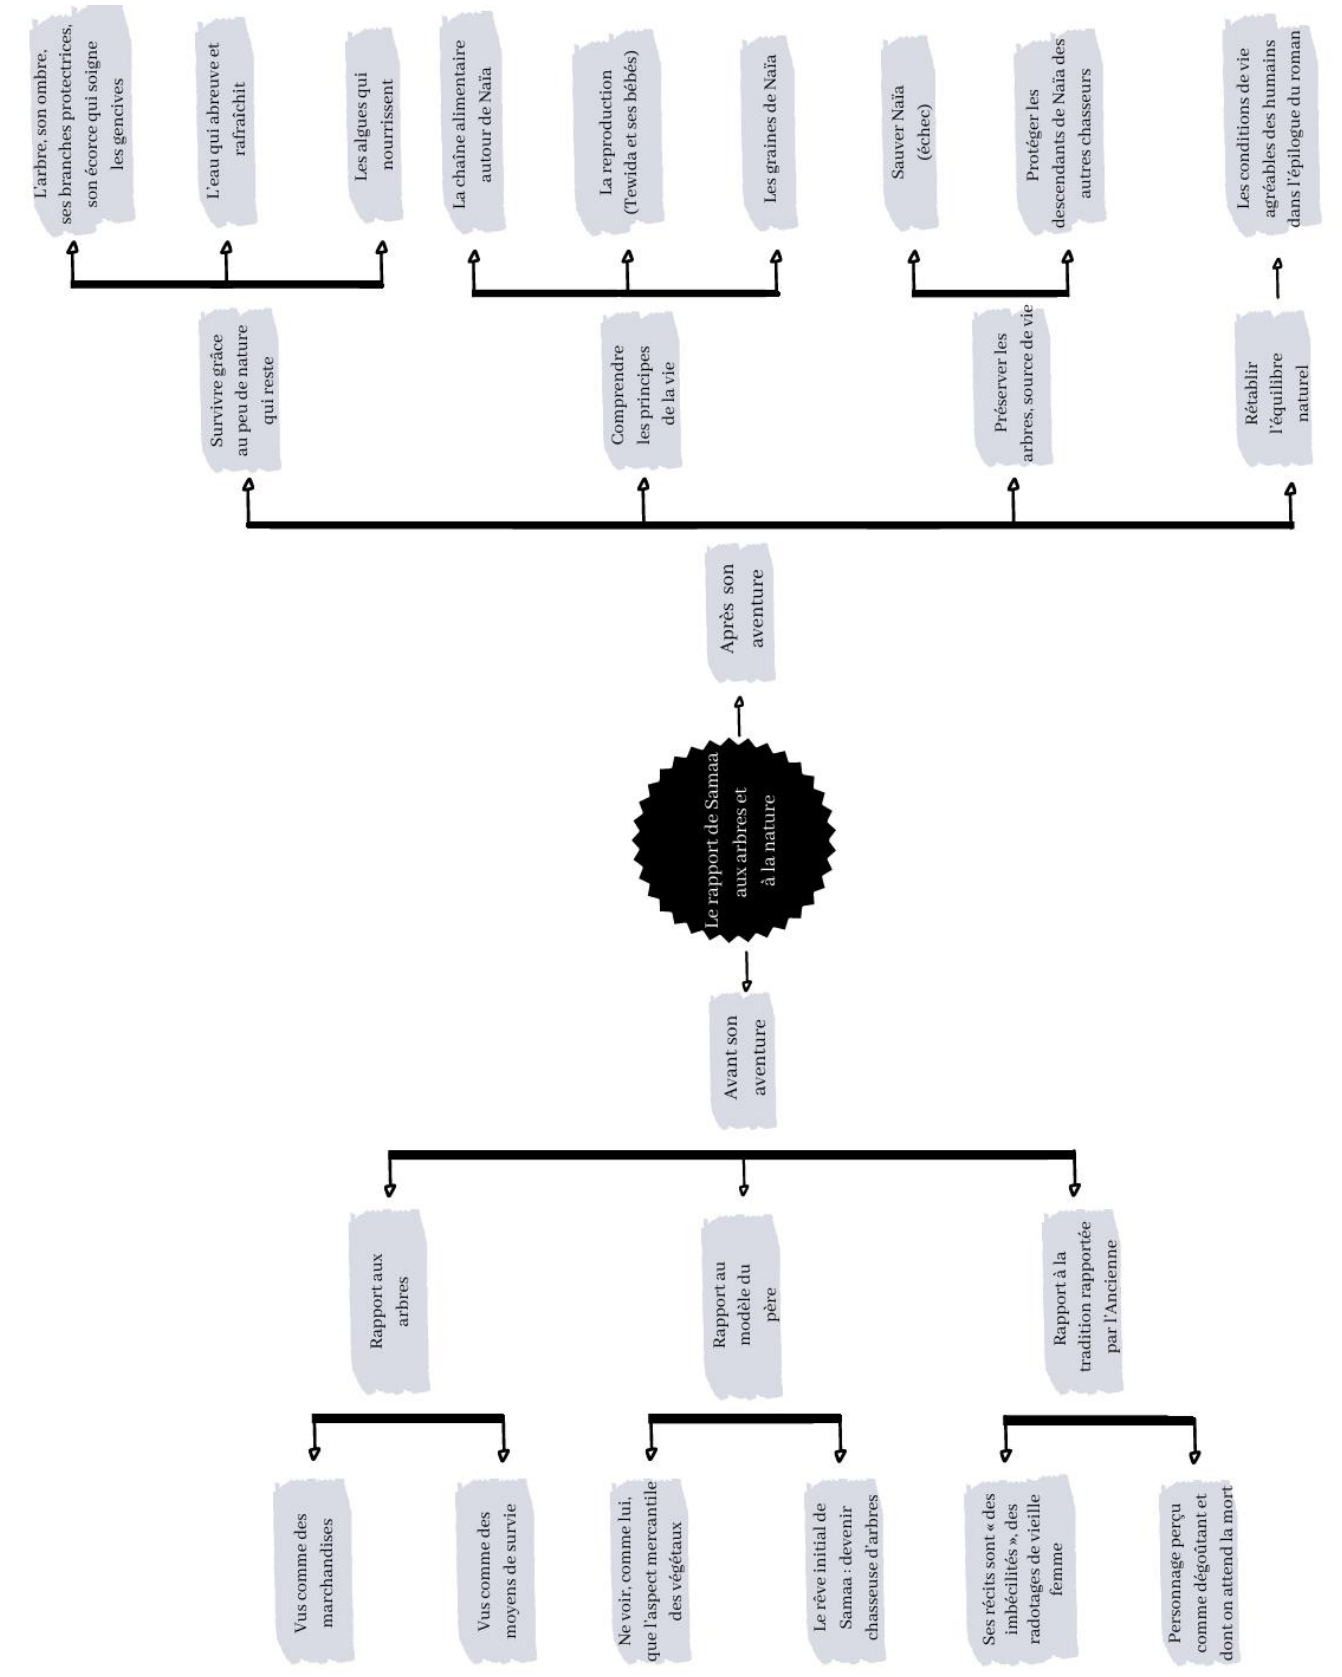 Le rapport de Samaa
aux arbres et
à la nature
Avant son
aventure
Rapport aux
arbres
Vus comme des
marchandises
Vus comme des
moyens de survie
Rapport au
modèle du
père
Ne voir, comme lui,
que l'aspect mercantile
des végétaux
Le rêve initial de
Samaa : devenir
chasseuse d'arbres
Rapport à la
tradition rapportée
par l'Ancienne
Ses récits sont « des
imbécilités », des
radotages de vieille
femme
Personnage perçu
comme dégoûtant et
dont on attend la mort
Après son
aventure
Survivre grâce
au peu de nature
qui reste
L'arbre, son ombre,
ses branches protectrices,
son écorce qui soigne
les gencives
L'eau qui abreuve et
rafraîchit
Les algues qui
nourrissent
Comprendre
les principes
de la vie
La chaîne alimentaire
autour de Naïa
La reproduction
(Tewida et ses bébés)
Les graines de Naïa
Préserver les
arbres, source de vie
Sauver Naïa
(échec)
Protéger les
descendants de Naïa des
autres chasseurs
Rétablir
l'équilibre
naturel
Les conditions de vie
agréables des humains
dans l'épilogue du roman